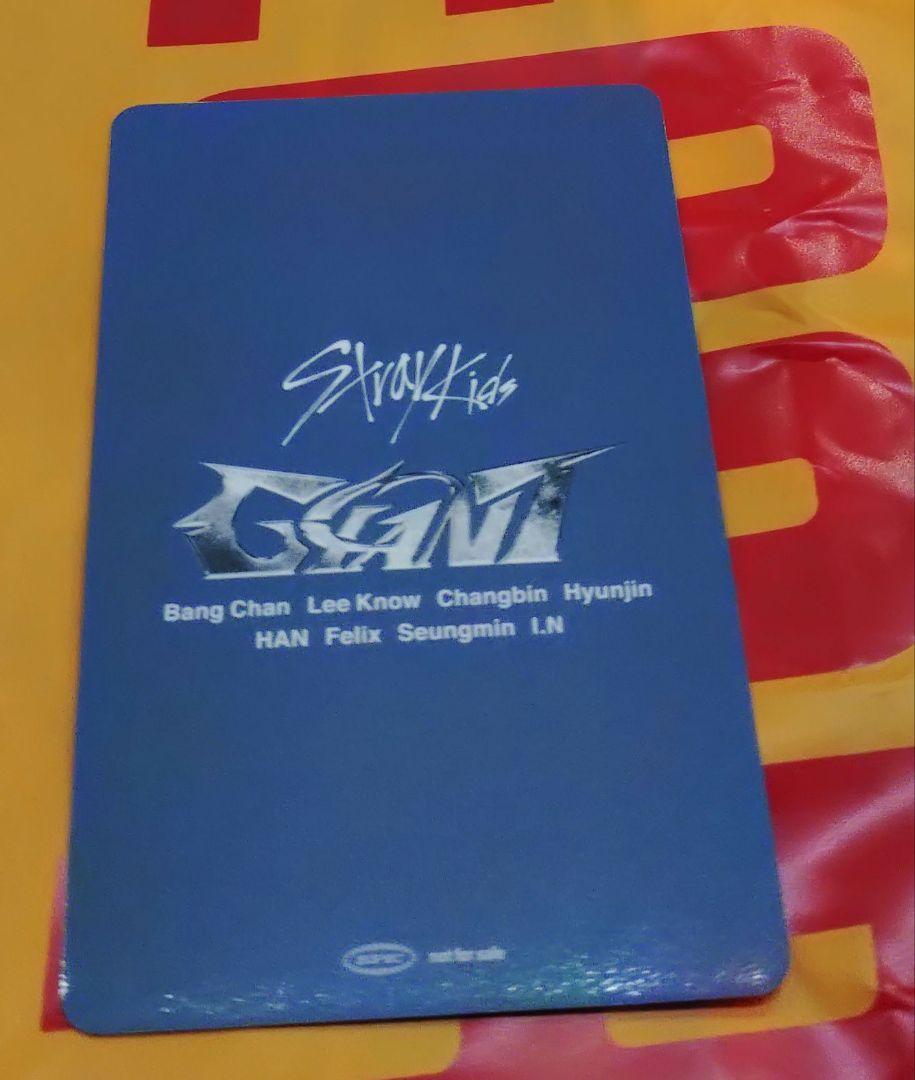 Stray Kids
GIANT
Bang Chan Lee Know Changbin Hyunjin
HAN Felix Seungmin I.N
not for sale